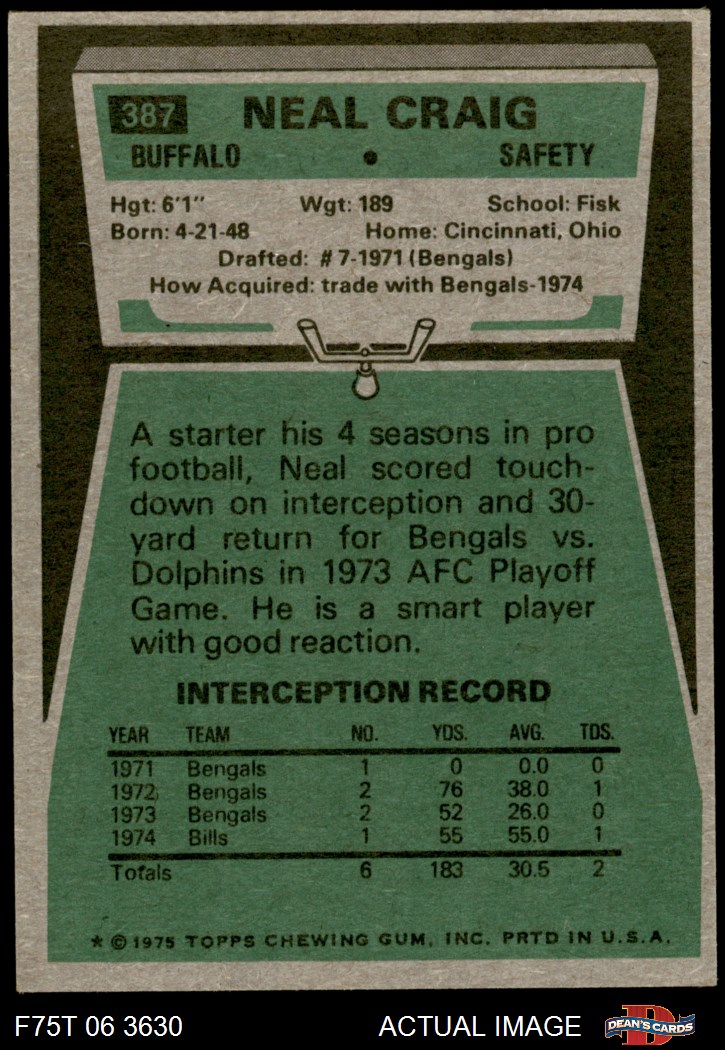 387 NEAL CRAIG
BUFFALO • SAFETY
Hgt: 6'1" Wgt: 189 School: Fisk
Born: 4-21-48 Home: Cincinnati, Ohio
Drafted: #7-1971 (Bengals)
How Acquired: trade with Bengals-1974
A starter his 4 seasons in pro
football, Neal scored touch-
down on interception and 30-
yard return for Bengals vs.
Dolphins in 1973 AFC Playoff
Game. He is a smart player
with good reaction.
INTERCEPTION RECORD
YEAR TEAM NO. YDS. AVG. TDS.
1971 Bengals 1 0 0.0 0
1972 Bengals 2 76 38.0 1
1973 Bengals 2 52 26.0 0
1974 Bills 1 55 55.0 1
Totals 6 183 30.5 2
* © 1975 TOPPS CHEWING GUM, INC. PRTD IN U.S.A.
F75T 06 3630 ACTUAL IMAGE D DEAN'S CARDS